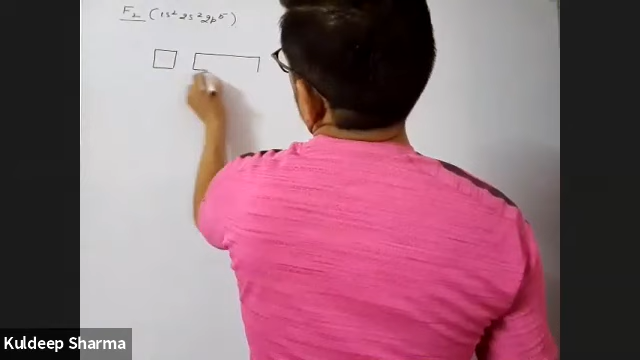 F₂ (1s² 2s² 2p⁵)
Kuldeep Sharma